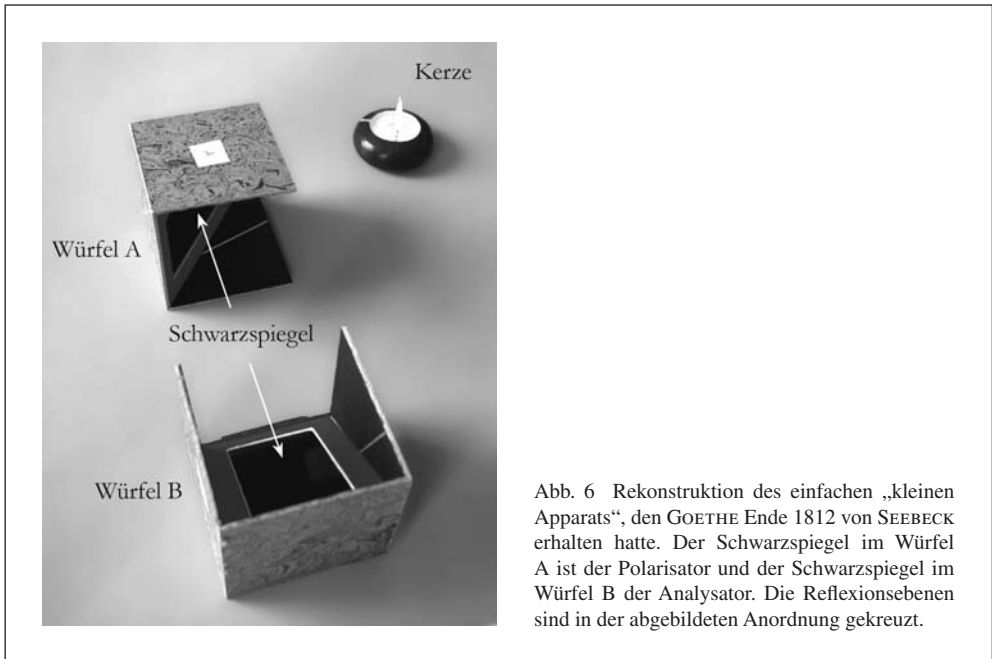 Kerze
Würfel A
Schwarzspiegel
Würfel B
Abb. 6 Rekonstruktion des einfachen „kleinen
Apparats“, den GOETHE Ende 1812 von SEEBECK
erhalten hatte. Der Schwarzspiegel im Würfel
A ist der Polarisator und der Schwarzspiegel im
Würfel B der Analysator. Die Reflexionsebenen
sind in der abgebildeten Anordnung gekreuzt.